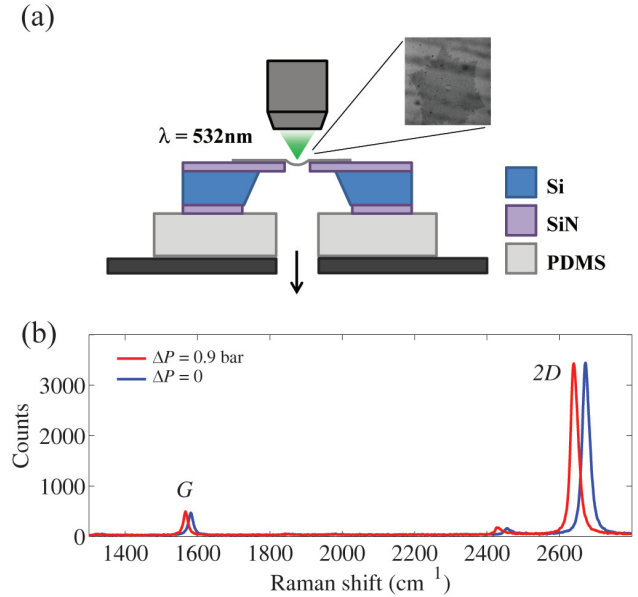 (a)
λ = 532nm
Si
SiN
PDMS
(b)
ΔP = 0.9 bar
ΔP = 0
2D
G
Counts
3000
2000
1000
0
1400
1600
1800
2000
2200
2400
2600
Raman shift (cm 1)